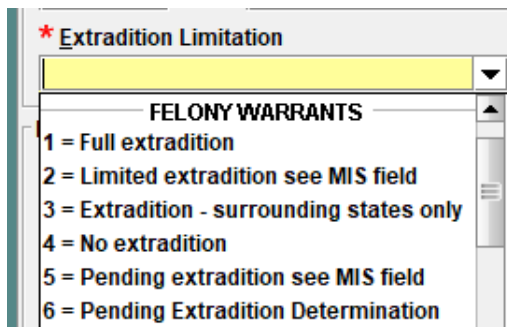 * Extradition Limitation
FELONY WARRANTS
1 = Full extradition
2 = Limited extradition see MIS field
3 = Extradition - surrounding states only
4 = No extradition
5 = Pending extradition see MIS field
6 = Pending Extradition Determination